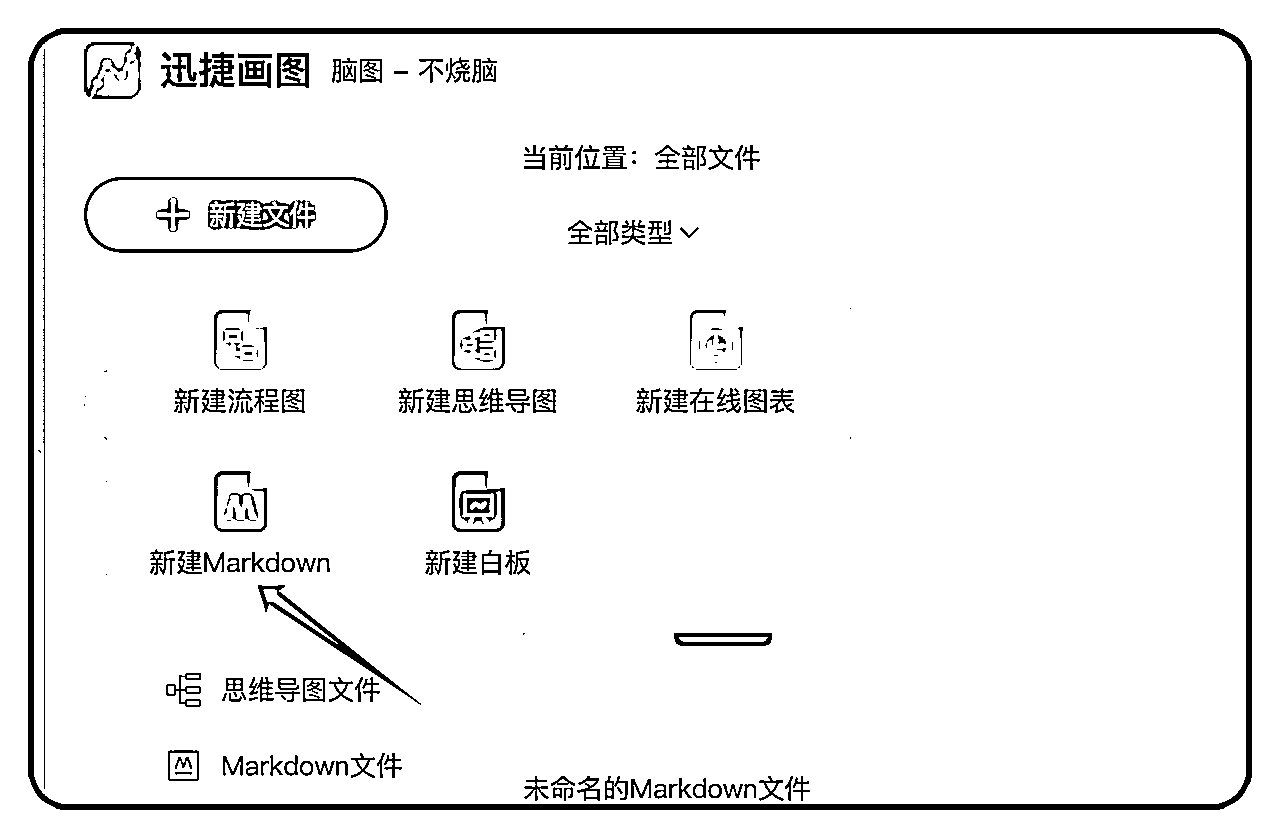 迅捷画图 脑图 - 不烧脑
当前位置：全部文件
新建文件
全部类型
新建流程图 新建思维导图 新建在线图表
新建Markdown 新建白板
思维导图文件
Markdown文件
未命名的Markdown文件